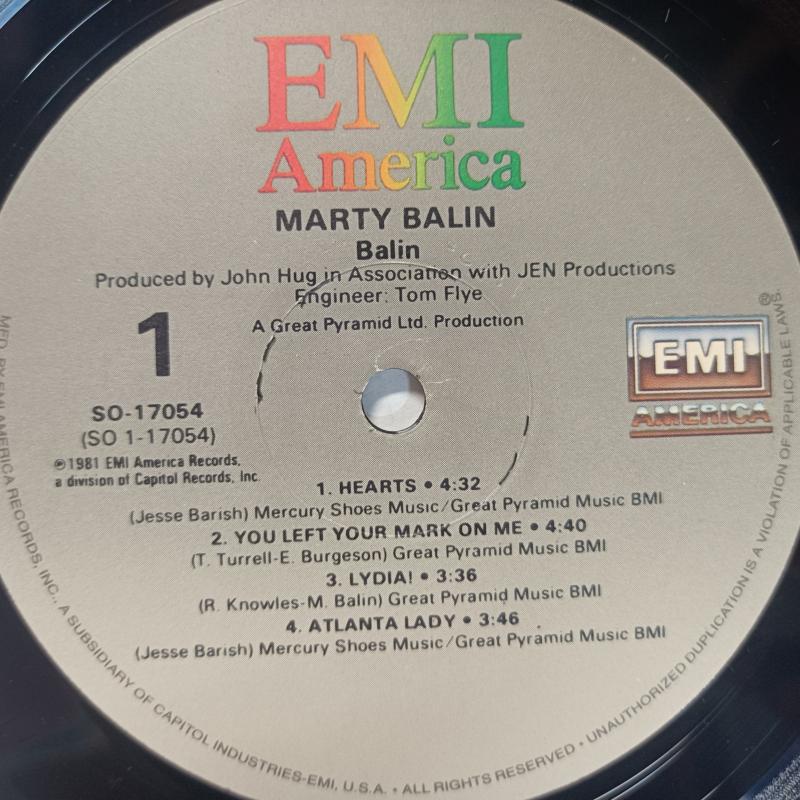 EMI
America
MARTY BALIN
Balin
Produced by John Hug in Association with JEN Productions
Engineer: Tom Flye
A Great Pyramid Ltd. Production
1
SO-17054
(SO 1-17054)
℗1981 EMI America Records,
a division of Capitol Records, Inc.
®
EMI
AMERICA
1. HEARTS • 4:32
(Jesse Barish) Mercury Shoes Music/Great Pyramid Music BMI
2. YOU LEFT YOUR MARK ON ME • 4:40
(T. Turrell-E. Burgeson) Great Pyramid Music BMI
3. LYDIA! • 3:36
(R. Knowles-M. Balin) Great Pyramid Music BMI
4. ATLANTA LADY • 3:46
(Jesse Barish) Mercury Shoes Music/Great Pyramid Music BMI
MFD. BY EMI AMERICA RECORDS, INC., A SUBSIDIARY OF CAPITOL INDUSTRIES-EMI, U.S.A. • ALL RIGHTS RESERVED • UNAUTHORIZED DUPLICATION IS A VIOLATION OF APPLICABLE LAWS.